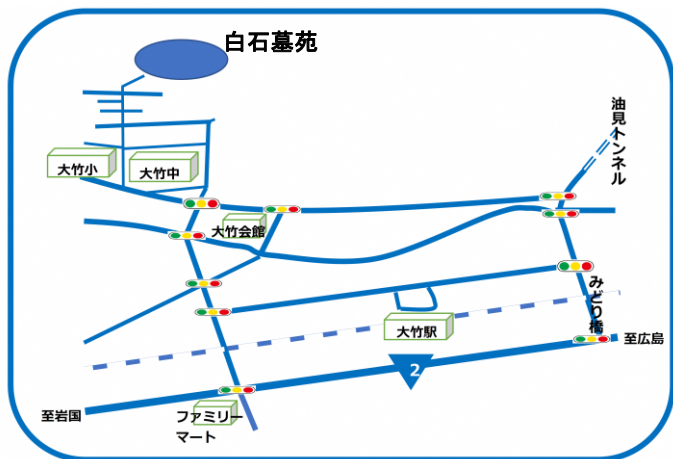 白石墓苑
油見トンネル
大竹小
大竹中
大竹会館
みどり橋
大竹駅
至広島
2
至岩国
ファミリー
マート